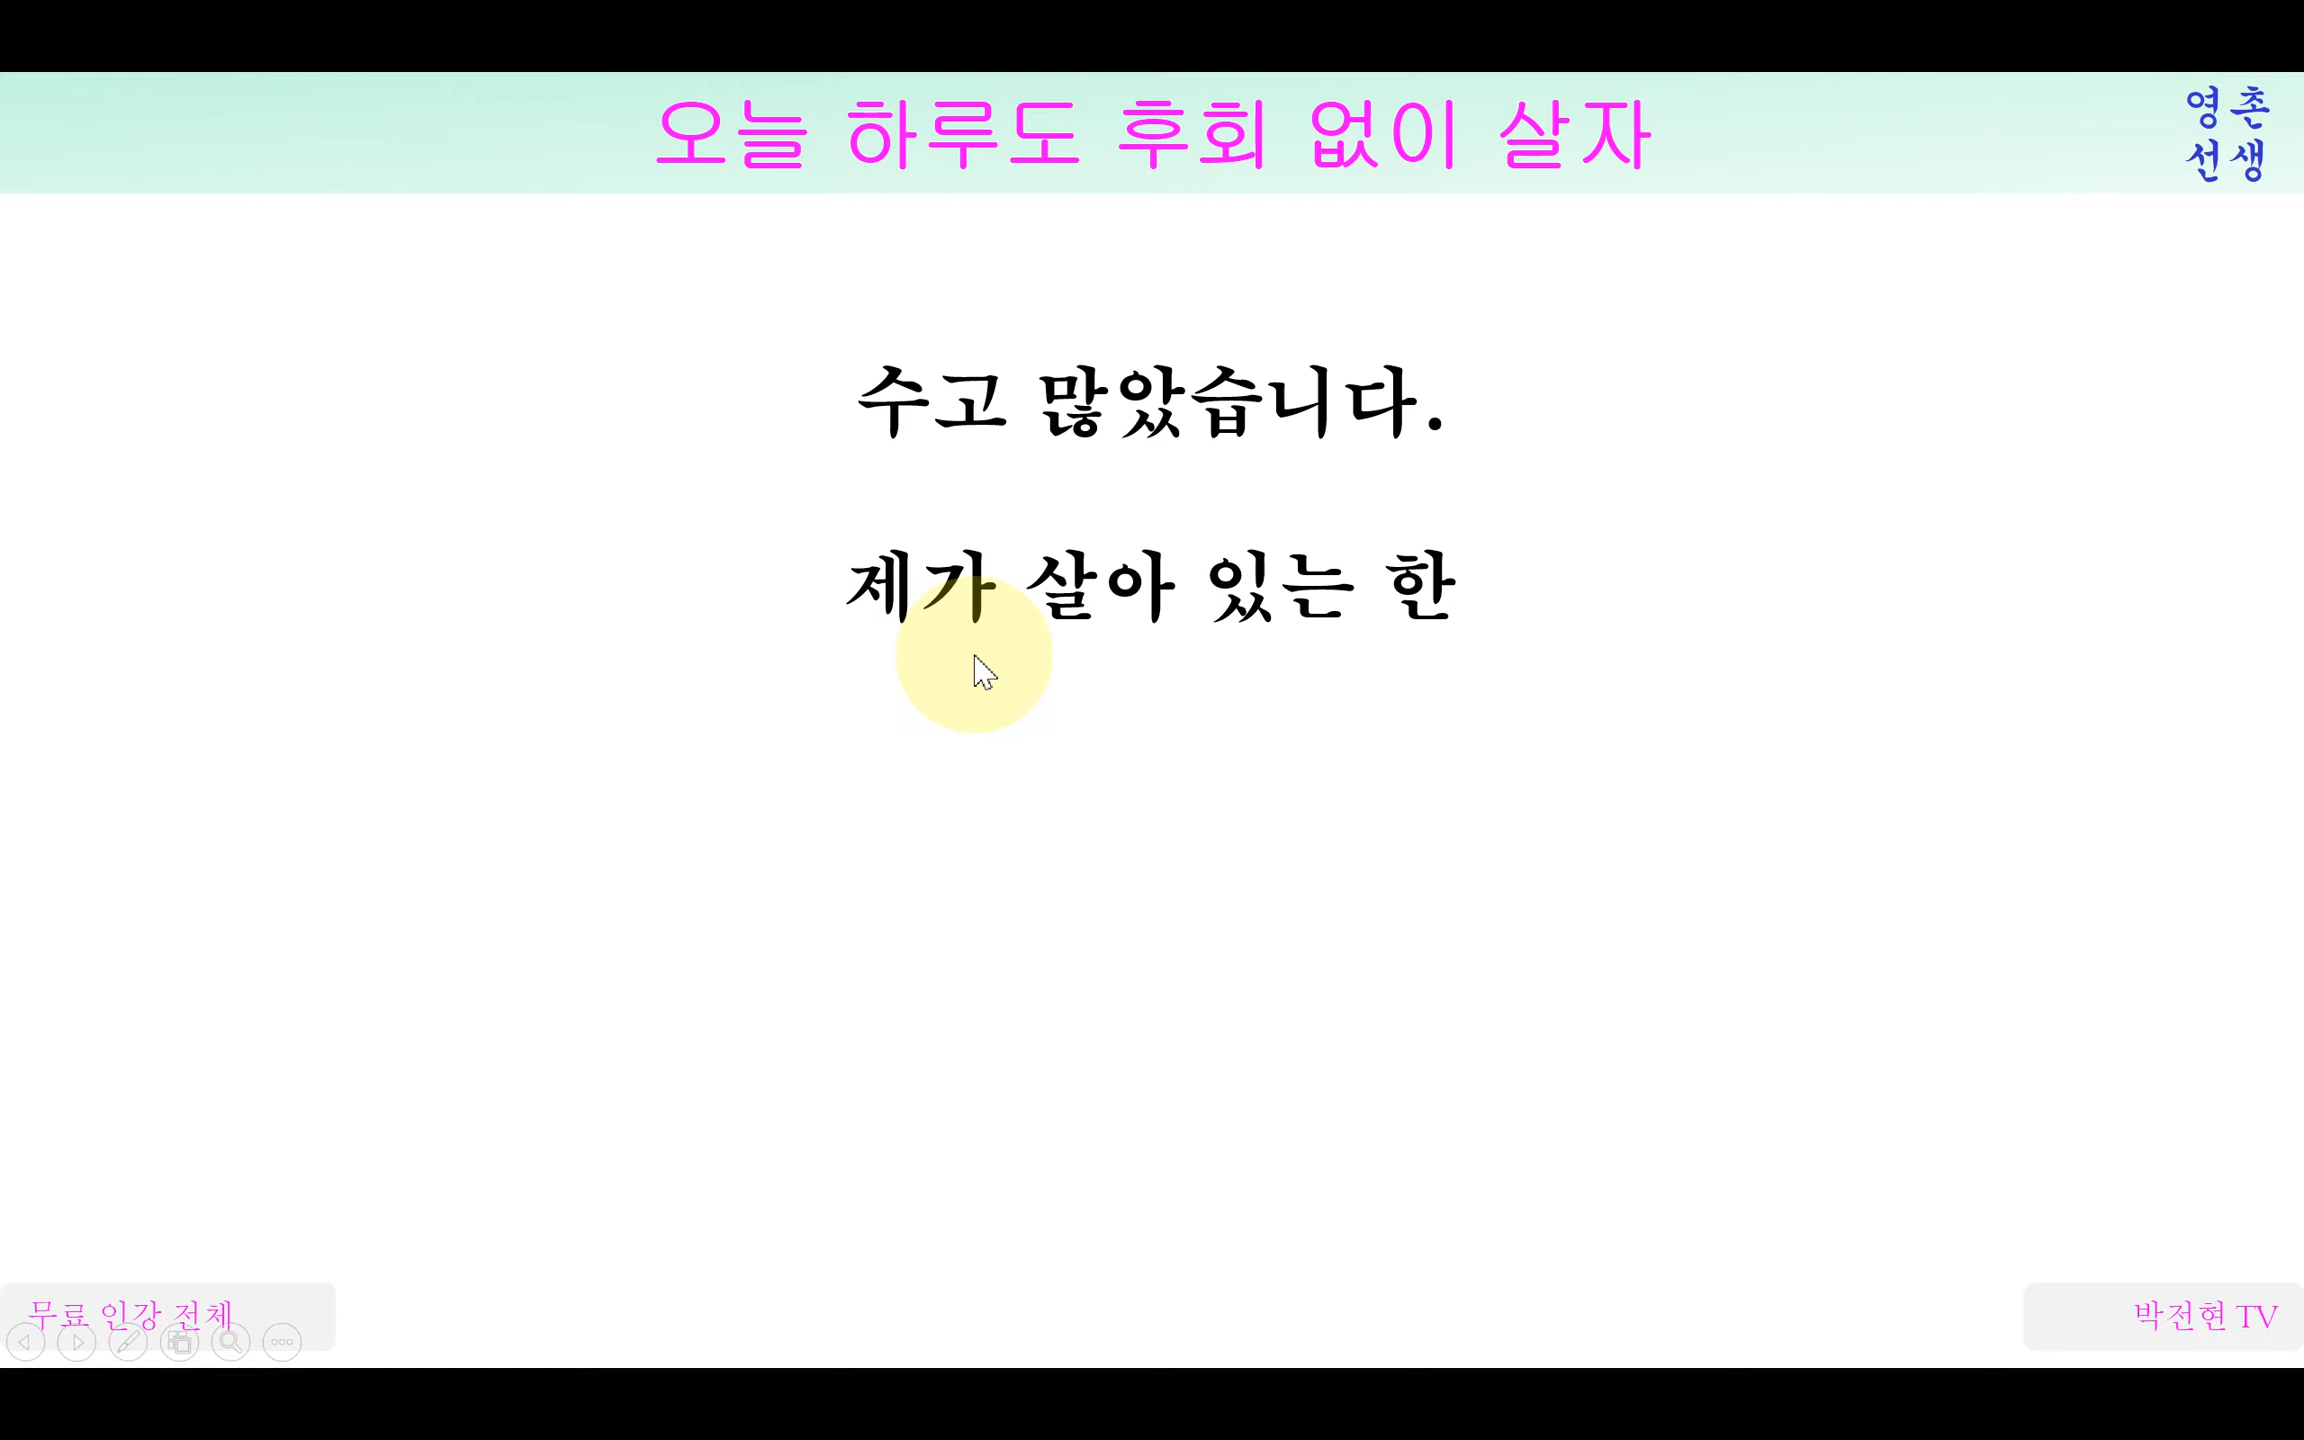 오늘 하루도 후회 없이 살자
영촌
선생
수고 많았습니다.
제가 살아 있는 한
무료 인강 전체
박전현 TV